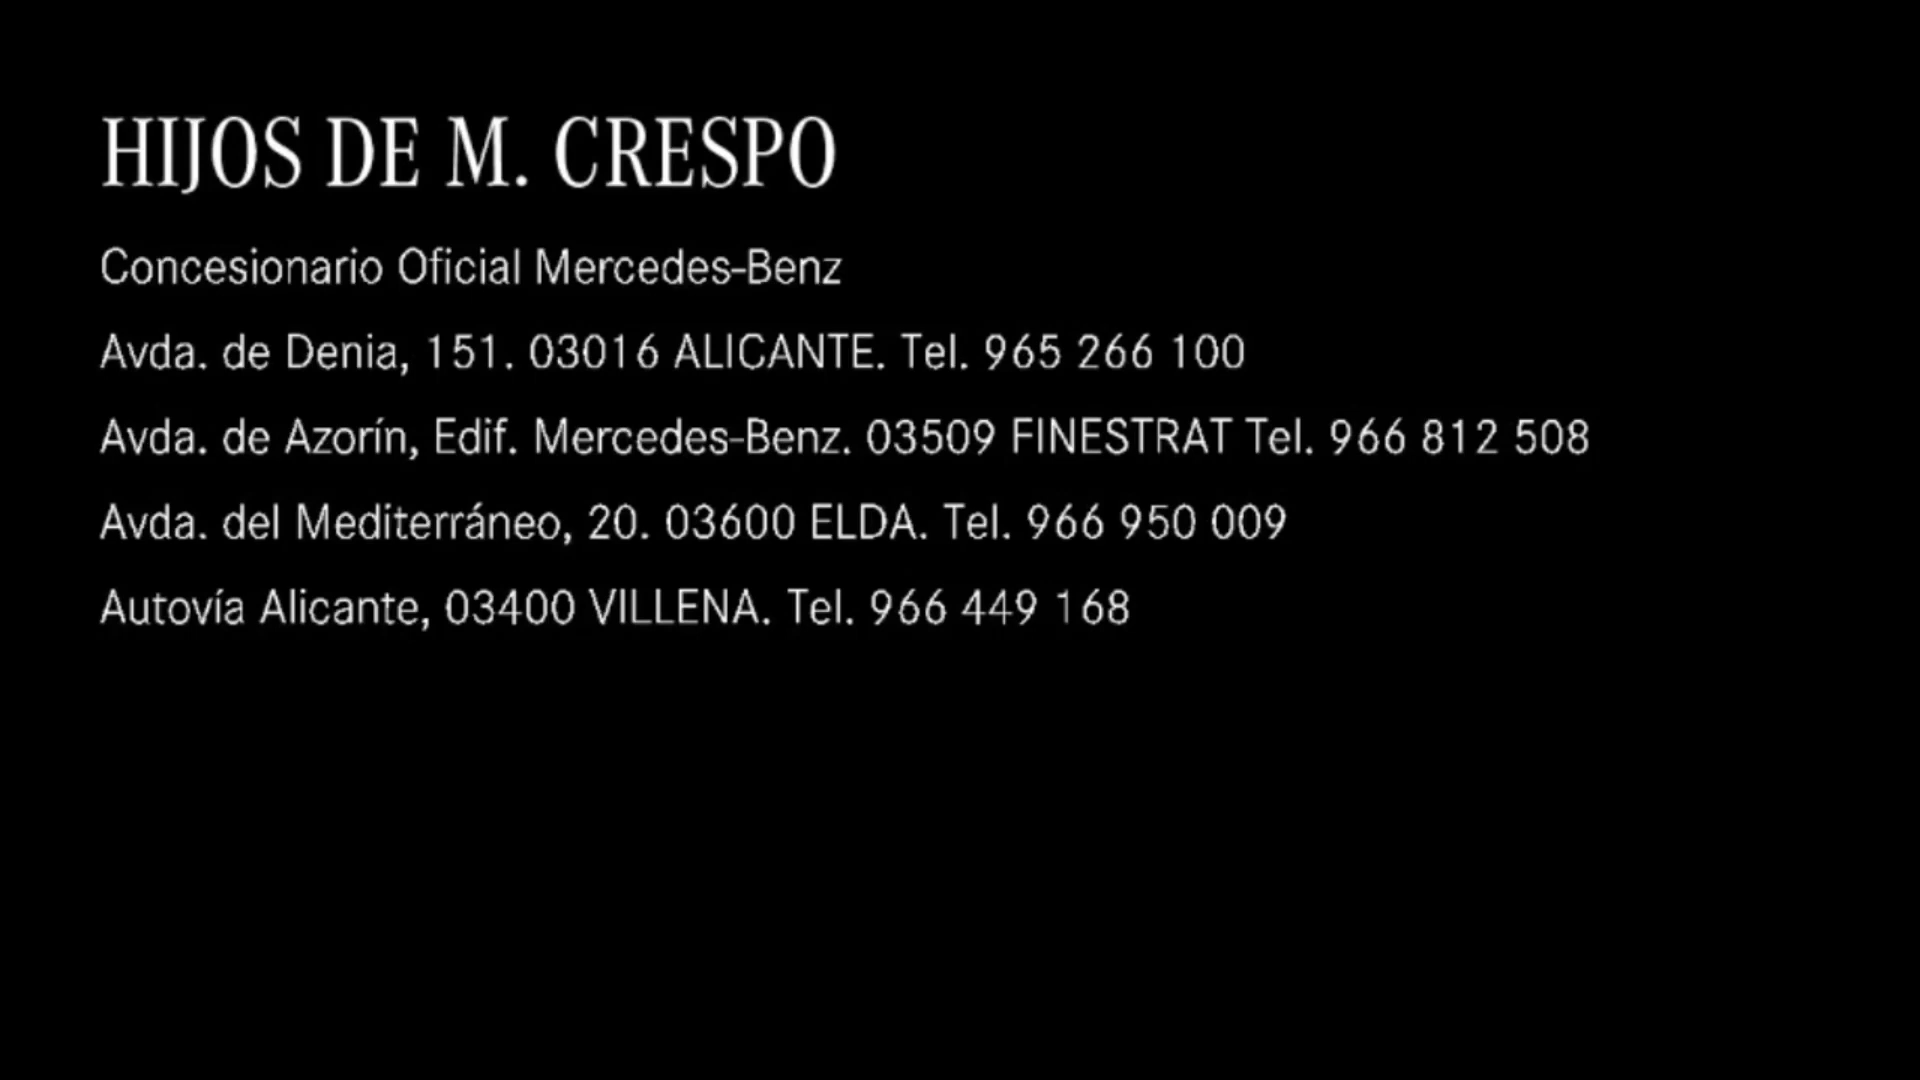 HIJOS DE M. CRESPO
Concesionario Oficial Mercedes-Benz
Avda. de Denia, 151. 03016 ALICANTE. Tel. 965 266 100
Avda. de Azorín, Edif. Mercedes-Benz. 03509 FINESTRAT Tel. 966 812 508
Avda. del Mediterráneo, 20. 03600 ELDA. Tel. 966 950 009
Autovía Alicante, 03400 VILLENA. Tel. 966 449 168